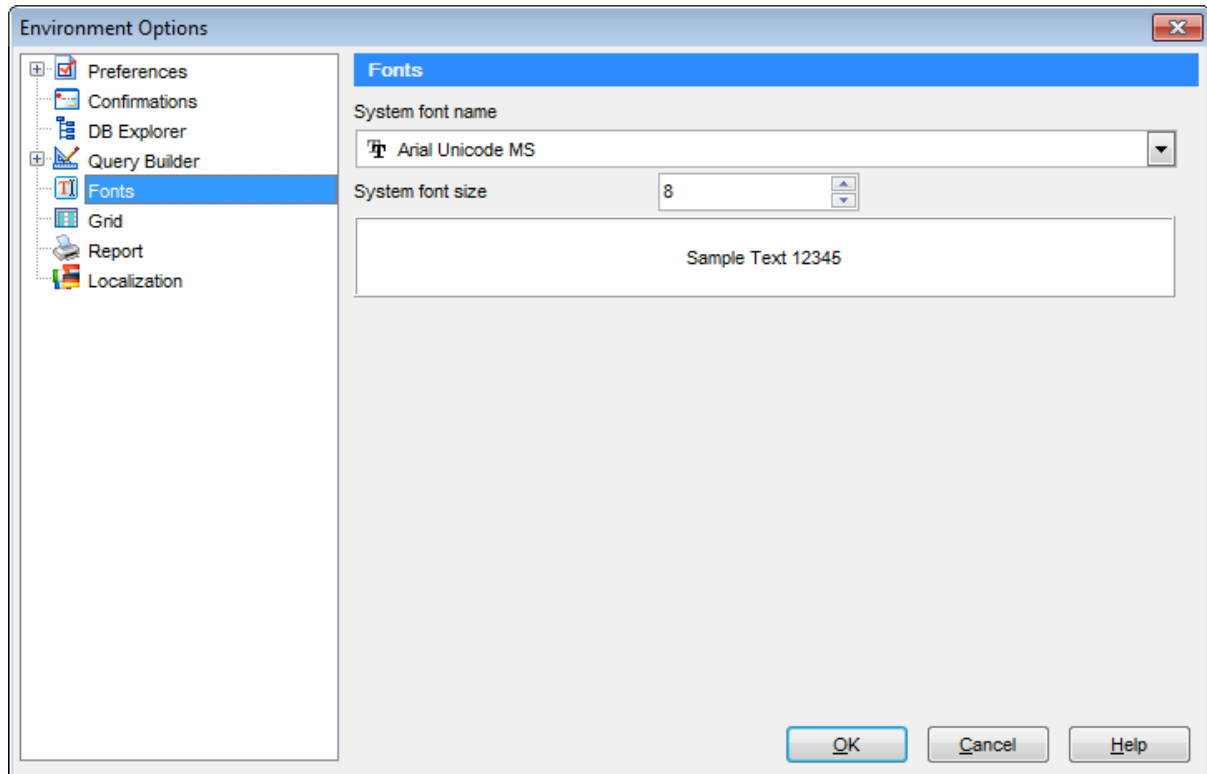 Environment Options
Preferences
Confirmations
DB Explorer
Query Builder
Fonts
Grid
Report
Localization
Fonts
System font name
Arial Unicode MS
System font size 8
Sample Text 12345
OK Cancel Help